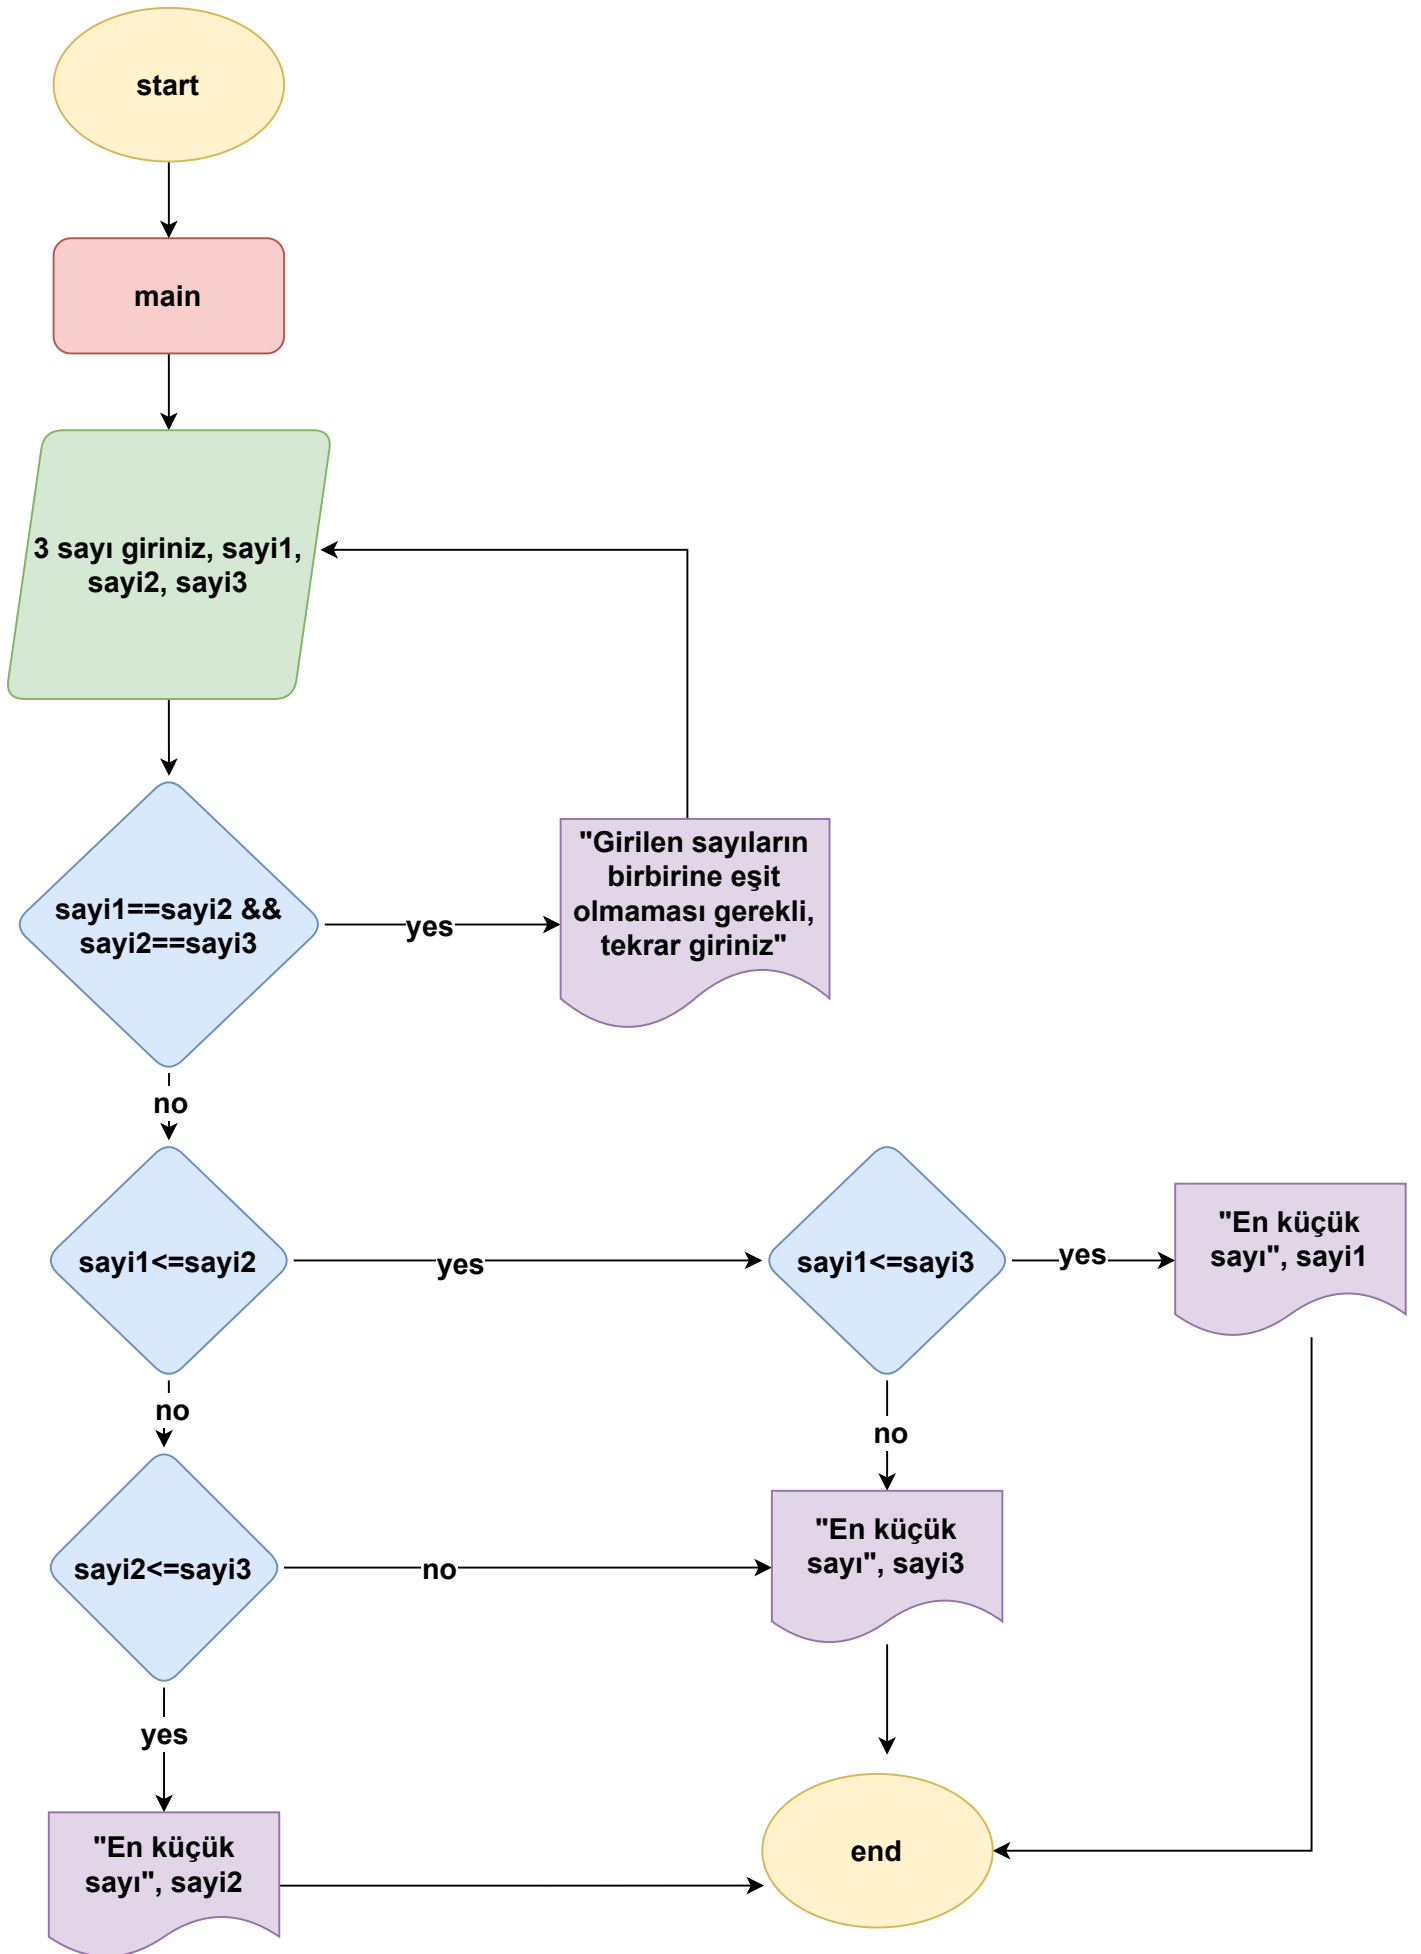 start
main
3 sayı giriniz, sayi1,
sayi2, sayi3
sayi1==sayi2 &&
sayi2==sayi3
yes
"Girilen sayıların
birbirine eşit
olmaması gerekli,
tekrar giriniz"
no
sayi1<=sayi2
yes
sayi1<=sayi3
yes
"En küçük
sayı", sayi1
no
no
sayi2<=sayi3
no
"En küçük
sayı", sayi3
yes
"En küçük
sayı", sayi2
end